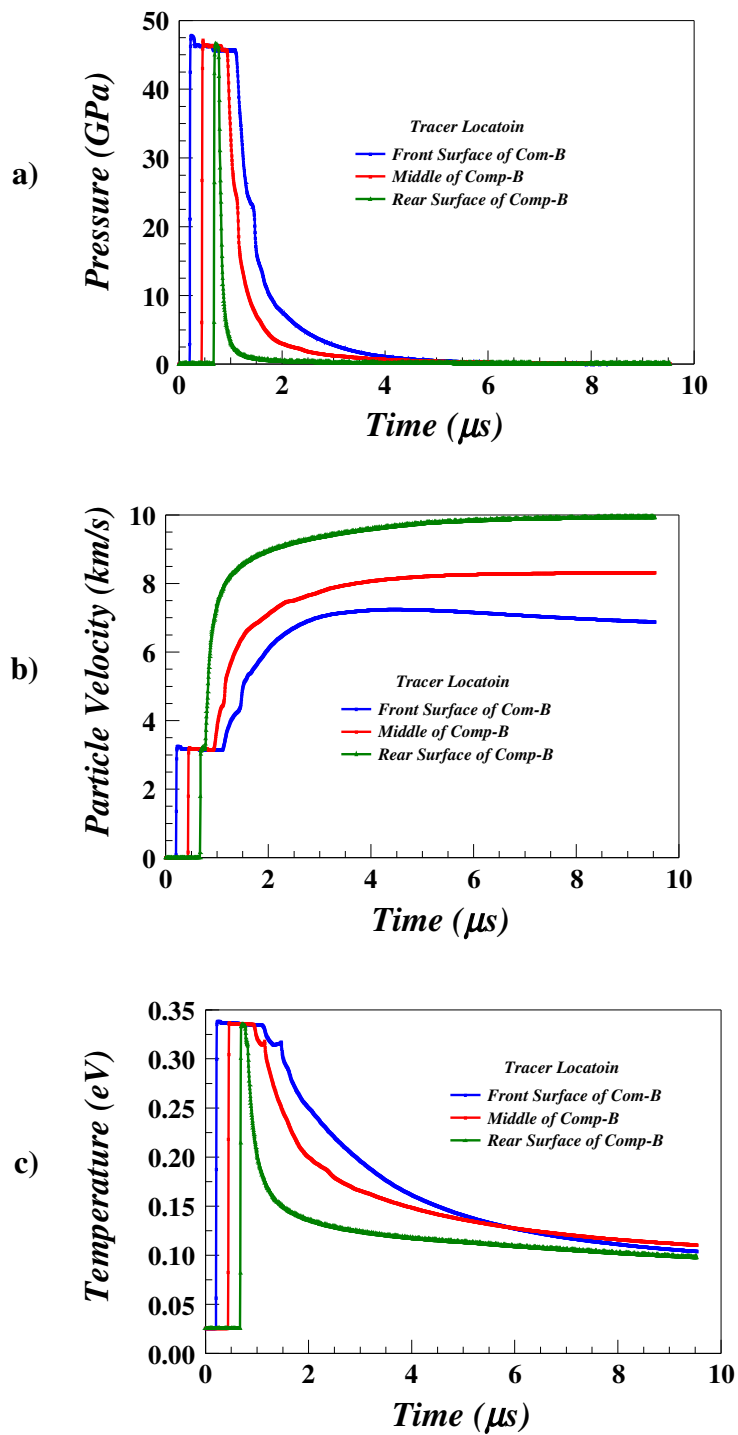 a)
Pressure (GPa)
50
40
30
20
10
0
Tracer Locatoin
Front Surface of Com-B
Middle of Comp-B
Rear Surface of Comp-B
0 2 4 6 8 10
Time (μs)
b)
Particle Velocity (km/s)
10
8
6
4
2
0
Tracer Locatoin
Front Surface of Com-B
Middle of Comp-B
Rear Surface of Comp-B
0 2 4 6 8 10
Time (μs)
c)
Temperature (eV)
0.35
0.30
0.25
0.20
0.15
0.10
0.05
0.00
Tracer Locatoin
Front Surface of Com-B
Middle of Comp-B
Rear Surface of Comp-B
0 2 4 6 8 10
Time (μs)